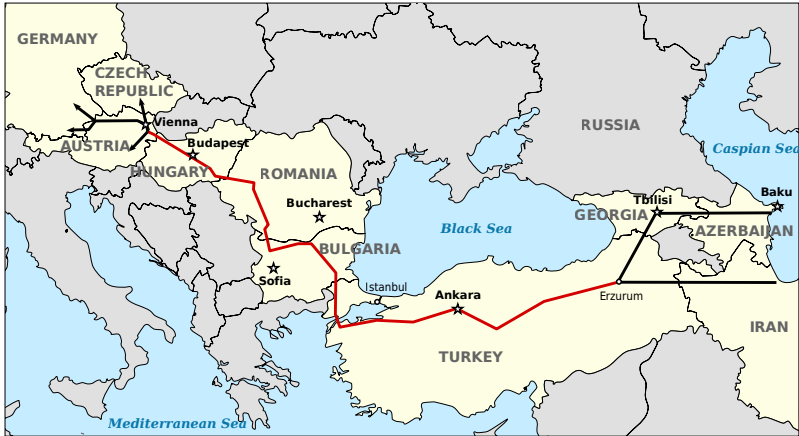 GERMANY
CZECH
REPUBLIC
Vienna
AUSTRIA
Budapest
HUNGARY
ROMANIA
Bucharest
RUSSIA
Caspian Sea
Baku
Tbilisi
GEORGIA
AZERBAIJAN
Black Sea
BULGARIA
Sofia
Istanbul
Ankara
Erzurum
IRAN
TURKEY
Mediterranean Sea